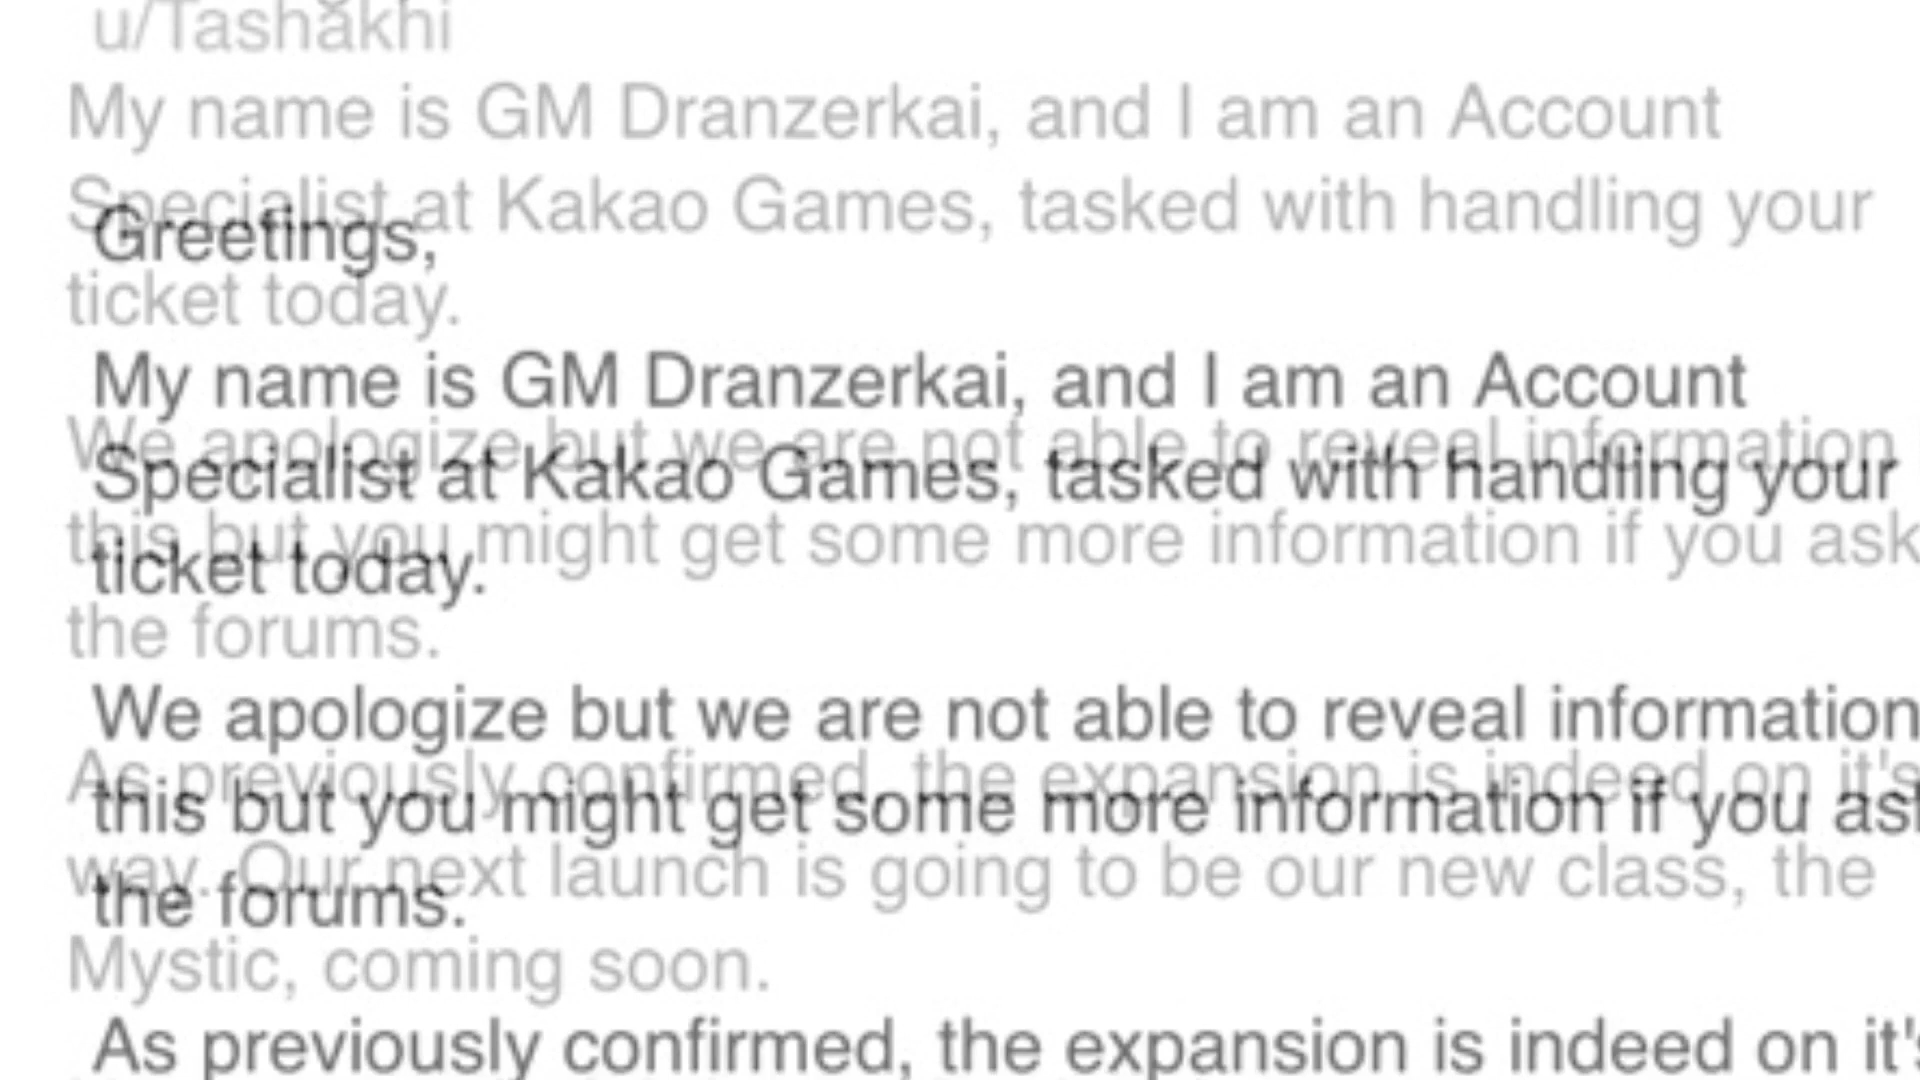 u/Tashakhi
My name is GM Dranzerkai, and I am an Account
Specialist at Kakao Games, tasked with handling your
Greetings,
ticket today.
My name is GM Dranzerkai, and I am an Account
We apologize but we are not able to reveal information
Specialist at Kakao Games, tasked with handling your
this but you might get some more information if you ask
ticket today.
the forums.
We apologize but we are not able to reveal information
As previously confirmed, the expansion is indeed on it's
this but you might get some more information if you as
way. Our next launch is going to be our new class, the
the forums.
Mystic, coming soon.
As previously confirmed, the expansion is indeed on it's